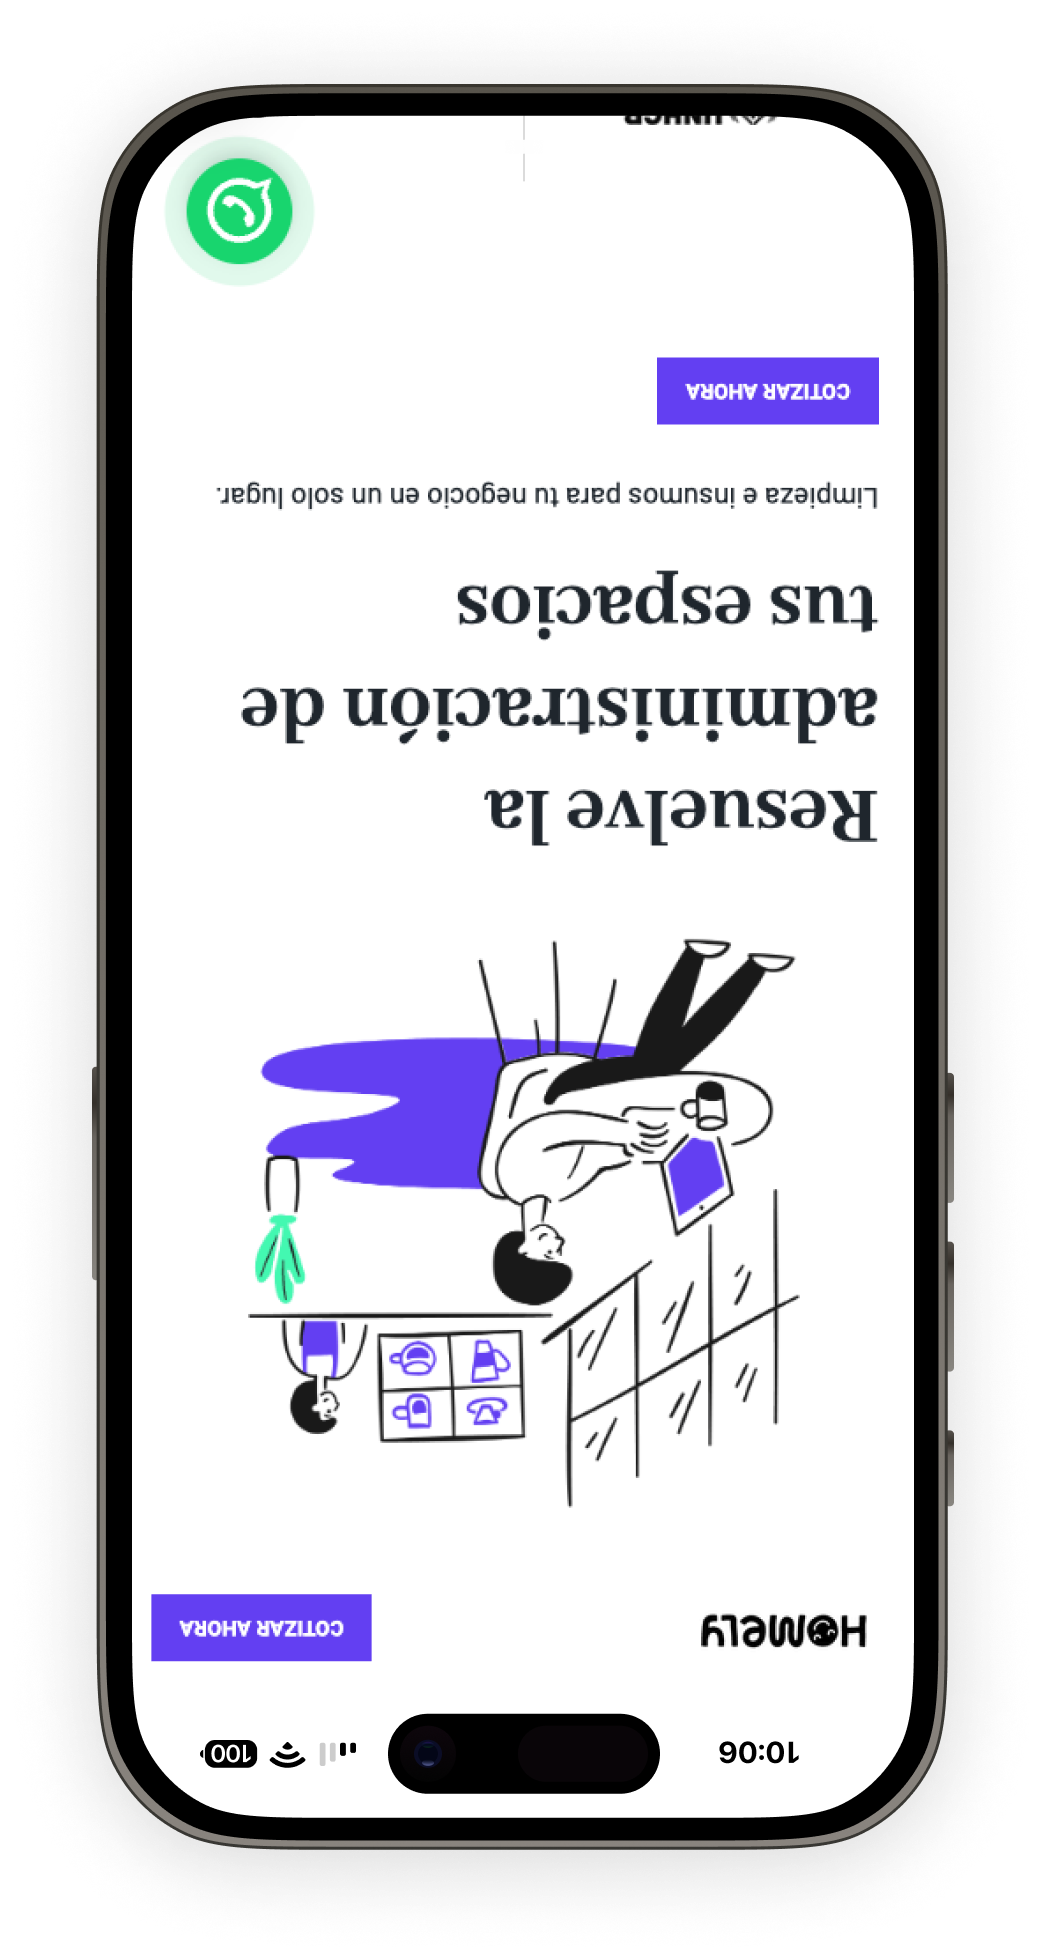 10:06
100
HOMELY
COTIZAR AHORA
Resuelve la
administración de
tus espacios
Limpieza e insumos para tu negocio en un solo lugar.
COTIZAR AHORA
UNHCR